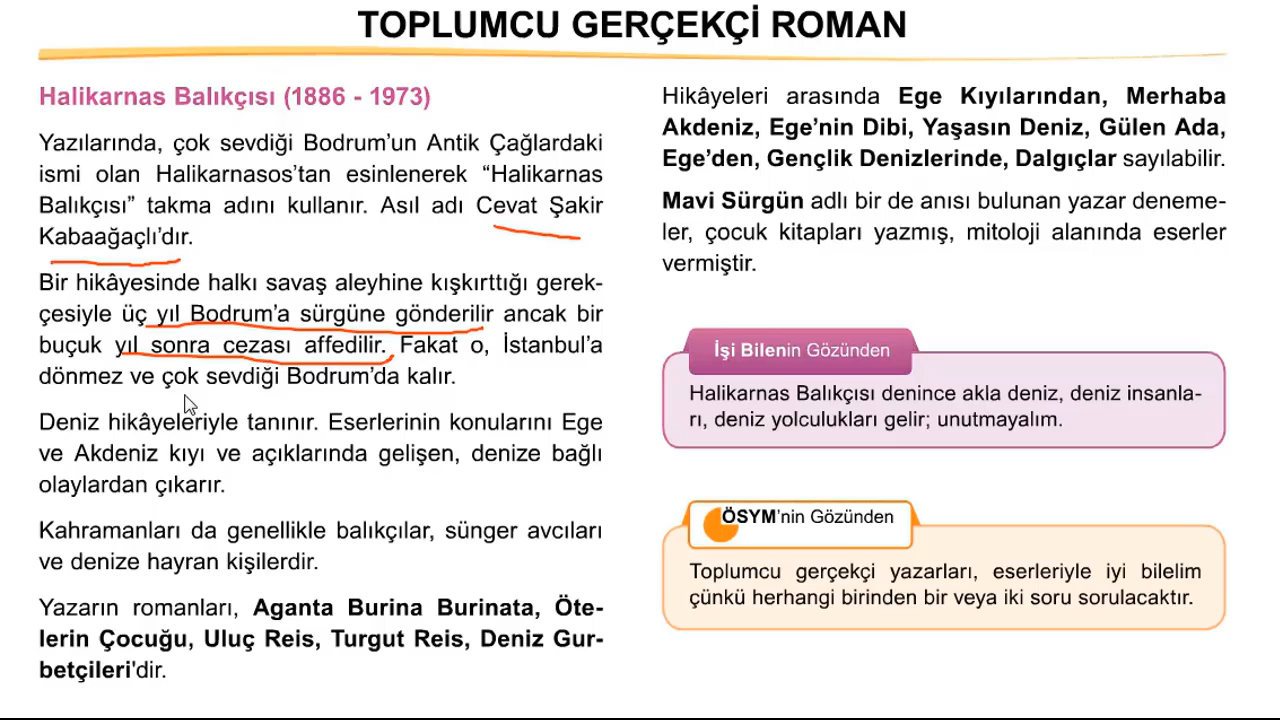 TOPLUMCU GERÇEKÇİ ROMAN
Halikarnas Balıkçısı (1886 - 1973)
Yazılarında, çok sevdiği Bodrum’un Antik Çağlardaki
ismi olan Halikarnasos’tan esinlenerek “Halikarnas
Balıkçısı” takma adını kullanır. Asıl adı Cevat Şakir
Kabaağaçlı’dır.
Bir hikâyesinde halkı savaş aleyhine kışkırttığı gerek-
çesiyle üç yıl Bodrum’a sürgüne gönderilir ancak bir
buçuk yıl sonra cezası affedilir. Fakat o, İstanbul’a
dönmez ve çok sevdiği Bodrum’da kalır.
Deniz hikâyeleriyle tanınır. Eserlerinin konularını Ege
ve Akdeniz kıyı ve açıklarında gelişen, denize bağlı
olaylardan çıkarır.
Kahramanları da genellikle balıkçılar, sünger avcıları
ve denize hayran kişilerdir.
Yazarın romanları, Aganta Burina Burinata, Öte-
lerin Çocuğu, Uluç Reis, Turgut Reis, Deniz Gur-
betçileri'dir.
Hikâyeleri arasında Ege Kıyılarından, Merhaba
Akdeniz, Ege’nin Dibi, Yaşasın Deniz, Gülen Ada,
Ege’den, Gençlik Denizlerinde, Dalgıçlar sayılabilir.
Mavi Sürgün adlı bir de anısı bulunan yazar deneme-
ler, çocuk kitapları yazmış, mitoloji alanında eserler
vermiştir.
İşi Bilenin Gözünden
Halikarnas Balıkçısı denince akla deniz, deniz insanla-
rı, deniz yolculukları gelir; unutmayalım.
ÖSYM’nin Gözünden
Toplumcu gerçekçi yazarları, eserleriyle iyi bilelim
çünkü herhangi birinden bir veya iki soru sorulacaktır.